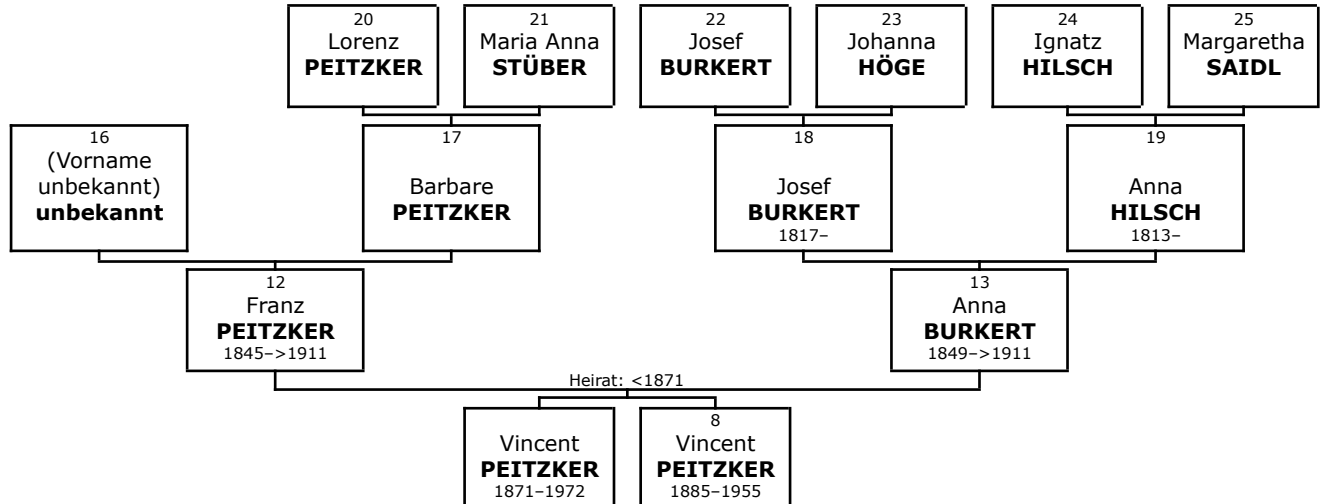 20
Lorenz
PEITZKER
21
Maria Anna
STÜBER
22
Josef
BURKERT
23
Johanna
HÖGE
24
Ignatz
HILSCH
25
Margaretha
SAIDL
16
(Vorname
unbekannt)
unbekannt
17
Barbare
PEITZKER
18
Josef
BURKERT
1817–
19
Anna
HILSCH
1813–
12
Franz
PEITZKER
1845–>1911
13
Anna
BURKERT
1849–>1911
Heirat: <1871
Vincent
PEITZKER
1871–1972
8
Vincent
PEITZKER
1885–1955